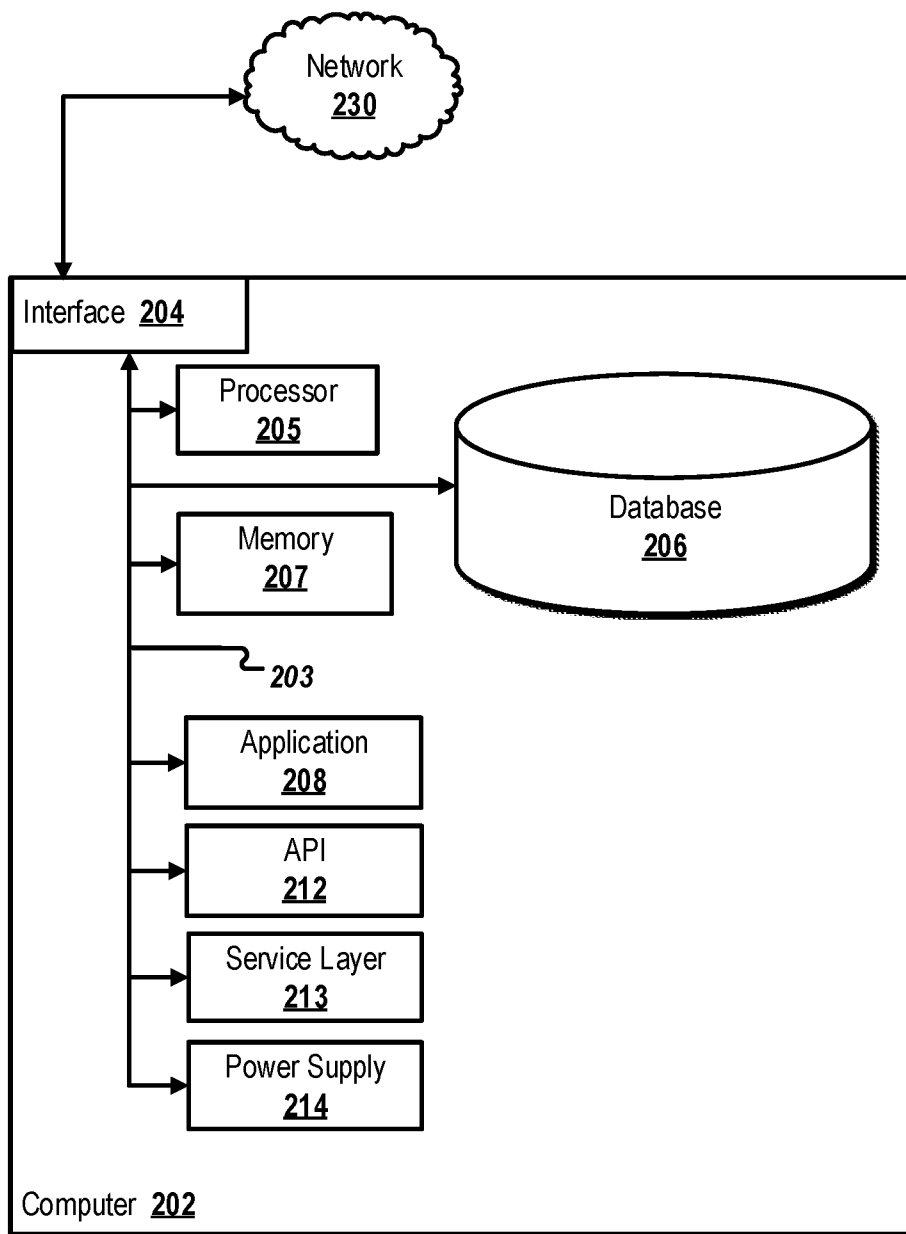 Network
230
Interface 204
Processor
205
Database
206
Memory
207
203
Application
208
API
212
Service Layer
213
Power Supply
214
Computer 202